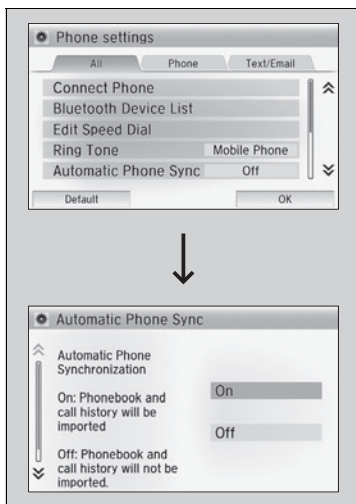 Phone settings
All Phone Text/Email
Connect Phone
Bluetooth Device List
Edit Speed Dial
Ring Tone Mobile Phone
Automatic Phone Sync Off
Default OK
Automatic Phone Sync
Automatic Phone
Synchronization
On: Phonebook and
call history will be
imported
Off: Phonebook and
call history will not be
imported.
On
Off